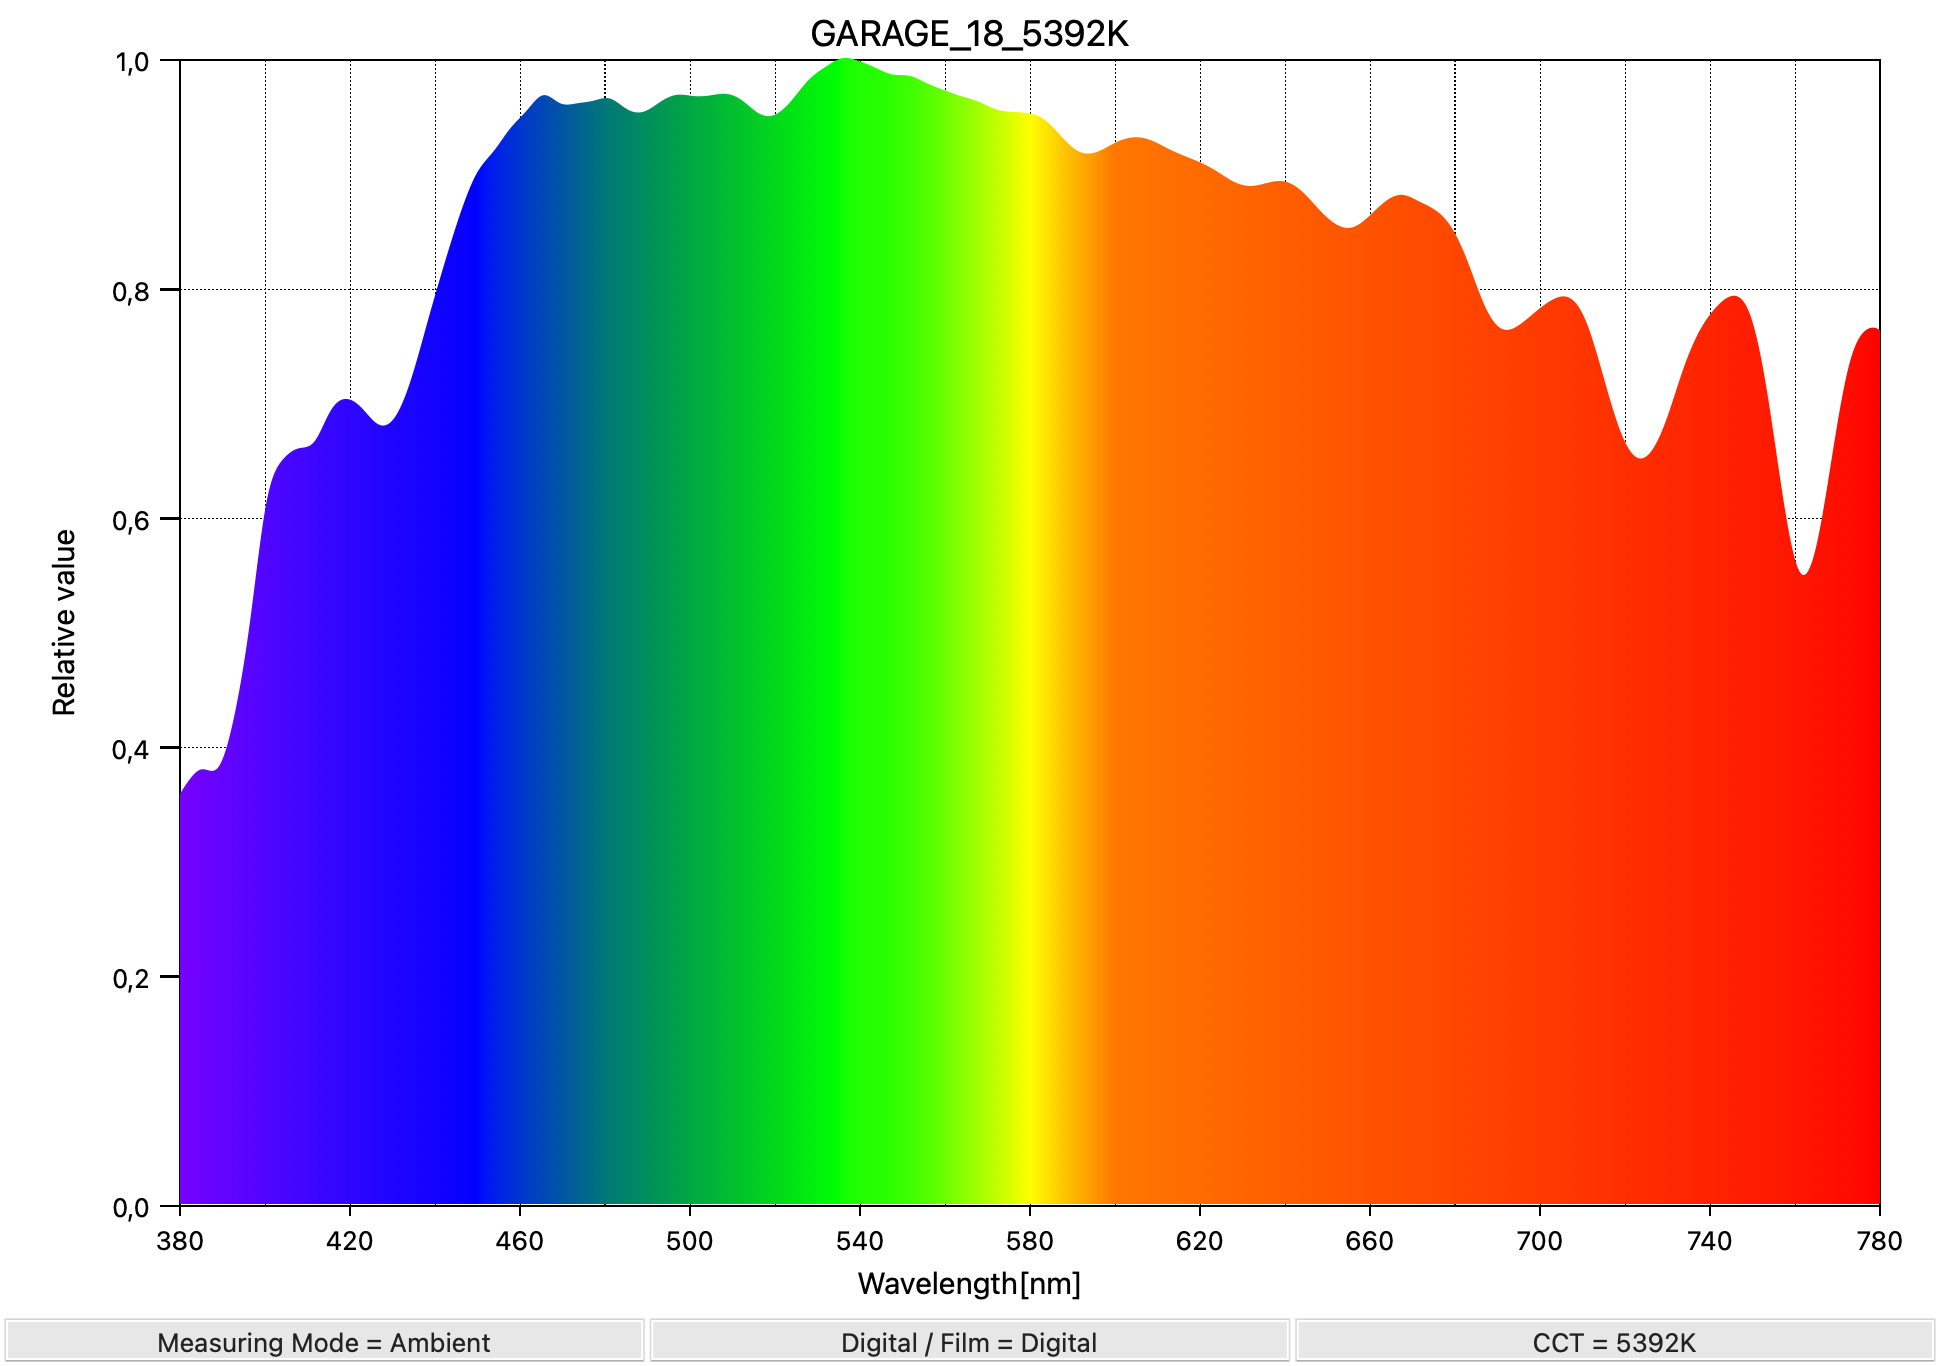 GARAGE_18_5392K
1,0
0,8
0,6
0,4
0,2
0,0
Relative value
380 420 460 500 540 580 620 660 700 740 780
Wavelength[nm]
Measuring Mode = Ambient
Digital / Film = Digital
CCT = 5392K